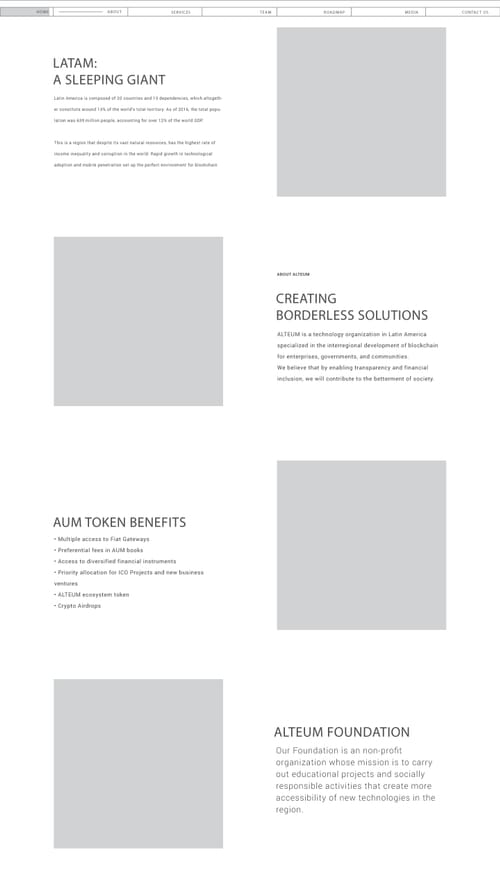 HOME ABOUT SERVICES TEAM ROADMAP MEDIA CONTACT US
LATAM:
A SLEEPING GIANT
Latin America is composed of 20 countries and 13 dependencies, which altogeth-
er constitues around 13% of the world's total territory. As of 2016, the total popu-
lation was 639 million people, accounting for over 12% of the world GDP.
This is a region that despite its vast natural resources, has the highest rate of
income inequality and corruption in the world. Rapid growth in technological
adoption and mobile penetration set up the perfect environment for blockchain.
ABOUT ALTEUM
CREATING
BORDERLESS SOLUTIONS
ALTEUM is a technology organization in Latin America
specialized in the interregional development of blockchain
for enterprises, governments, and communities.
We believe that by enabling transparency and financial
inclusion, we will contribute to the betterment of society.
AUM TOKEN BENEFITS
• Multiple access to Fiat Gateways
• Preferential fees in AUM books
• Access to diversified financial instruments
• Priority allocation for ICO Projects and new business
ventures
• ALTEUM ecosystem token
• Crypto Airdrops
ALTEUM FOUNDATION
Our Foundation is an non-profit
organization whose mission is to carry
out educational projects and socially
responsible activities that create more
accessibility of new technologies in the
region.